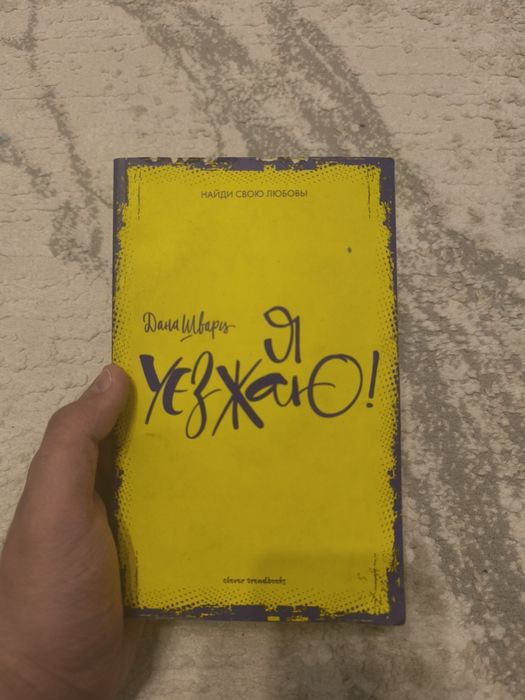 НАЙДИ СВОЮ ЛЮБОВЬ!
Дана Шварц
Я
УЕЗЖАЮ!
clever trendbooks